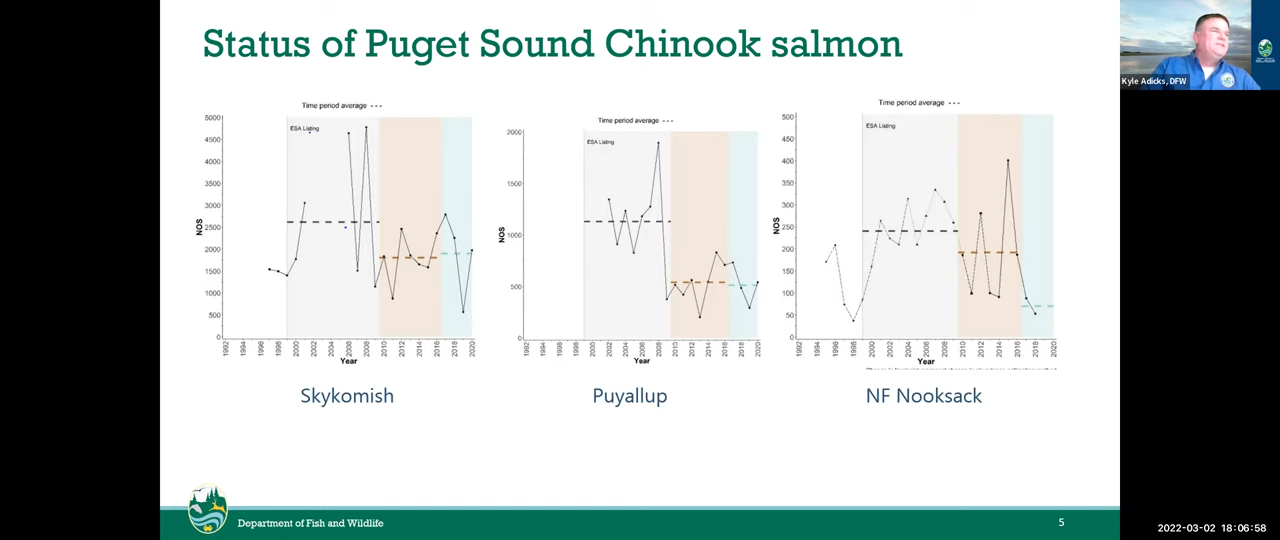 Status of Puget Sound Chinook salmon
Kyle Adicks, DFW
Time period average ---
ESA Listing
5000
4500
4000
3500
3000
2500
2000
1500
1000
500
0
NOS
1992 1994 1996 1998 2000 2002 2004 2006 2008 2010 2012 2014 2016 2018 2020
Year
Skykomish
Time period average ---
ESA Listing
2000
1500
1000
500
0
NOS
1992 1994 1996 1998 2000 2002 2004 2006 2008 2010 2012 2014 2016 2018 2020
Year
Puyallup
Time period average ---
ESA Listing
500
450
400
350
300
250
200
150
100
50
0
NOS
1992 1994 1996 1998 2000 2002 2004 2006 2008 2010 2012 2014 2016 2018 2020
Year
NF Nooksack
Department of Fish and Wildlife
5
2022-03-02 18:06:58